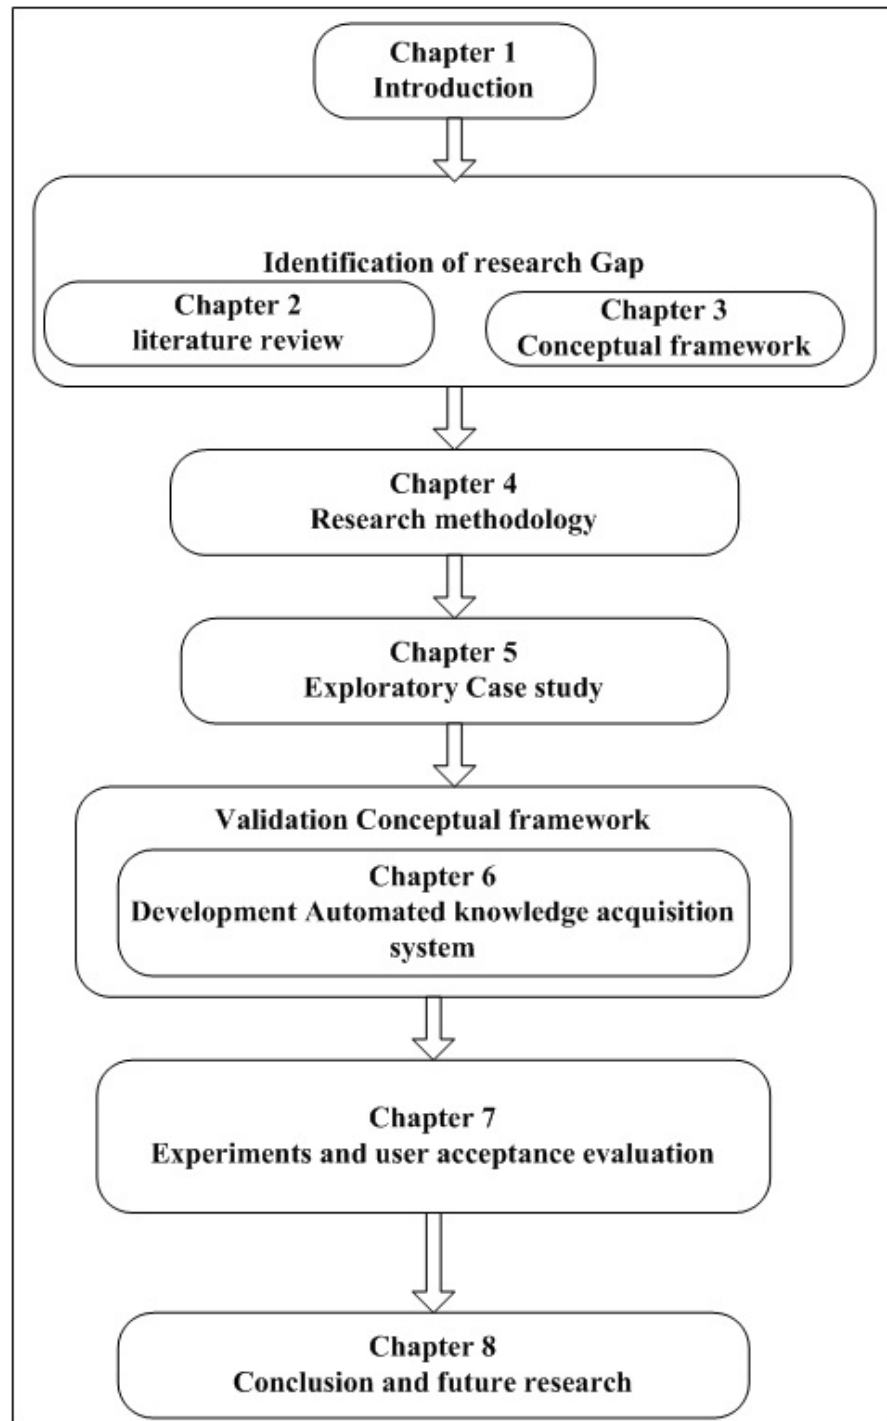 Chapter 1
Introduction
Identification of research Gap
Chapter 2
literature review
Chapter 3
Conceptual framework
Chapter 4
Research methodology
Chapter 5
Exploratory Case study
Validation Conceptual framework
Chapter 6
Development Automated knowledge acquisition
system
Chapter 7
Experiments and user acceptance evaluation
Chapter 8
Conclusion and future research